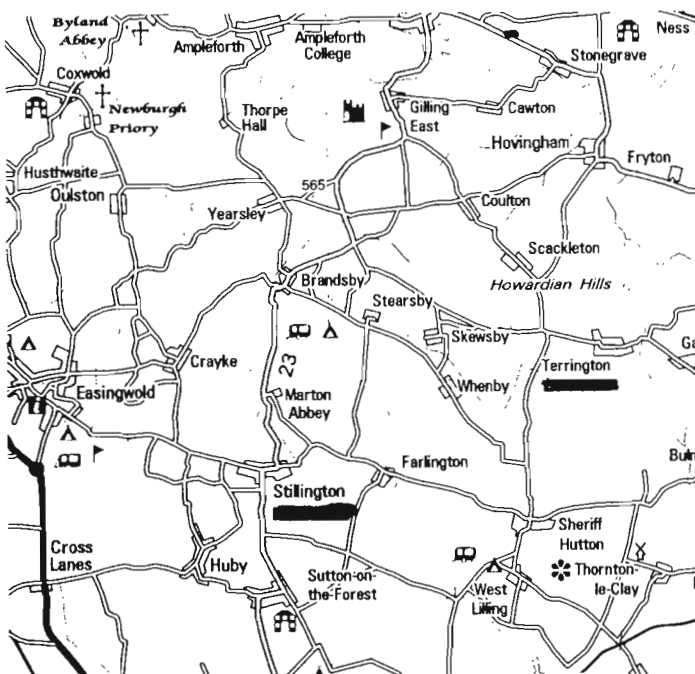 Byland
Abbey
Ampleforth
Ampleforth
College
Stonegrave
Ness
Coxwold
Newburgh
Priory
Thorpe
Hall
Gilling
East
Cawton
Hovingham
Fryton
Husthwaite
Oulston
565
Yearsley
Coulton
Scackleton
Howardian Hills
Brandsby
Stearsby
Skewsby
Crayke
23
Terrington
Whenby
Easingwold
Marton
Abbey
Farlington
Stillington
Sheriff
Hutton
Cross
Lanes
Huby
Sutton-on-
the-Forest
West
Lilling
Thornton-
le-Clay